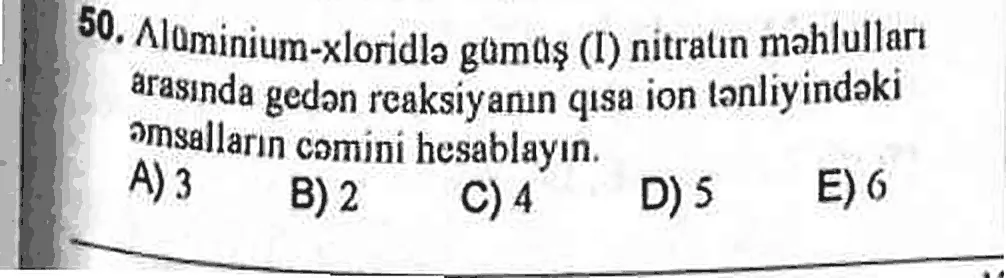 50. Alüminium-xloridlə gümüş (I) nitratın məhlulları
arasında gedən reaksiyanın qısa ion tənliyindəki
əmsalların cəmini hesablayın.
A) 3 B) 2 C) 4 D) 5 E) 6